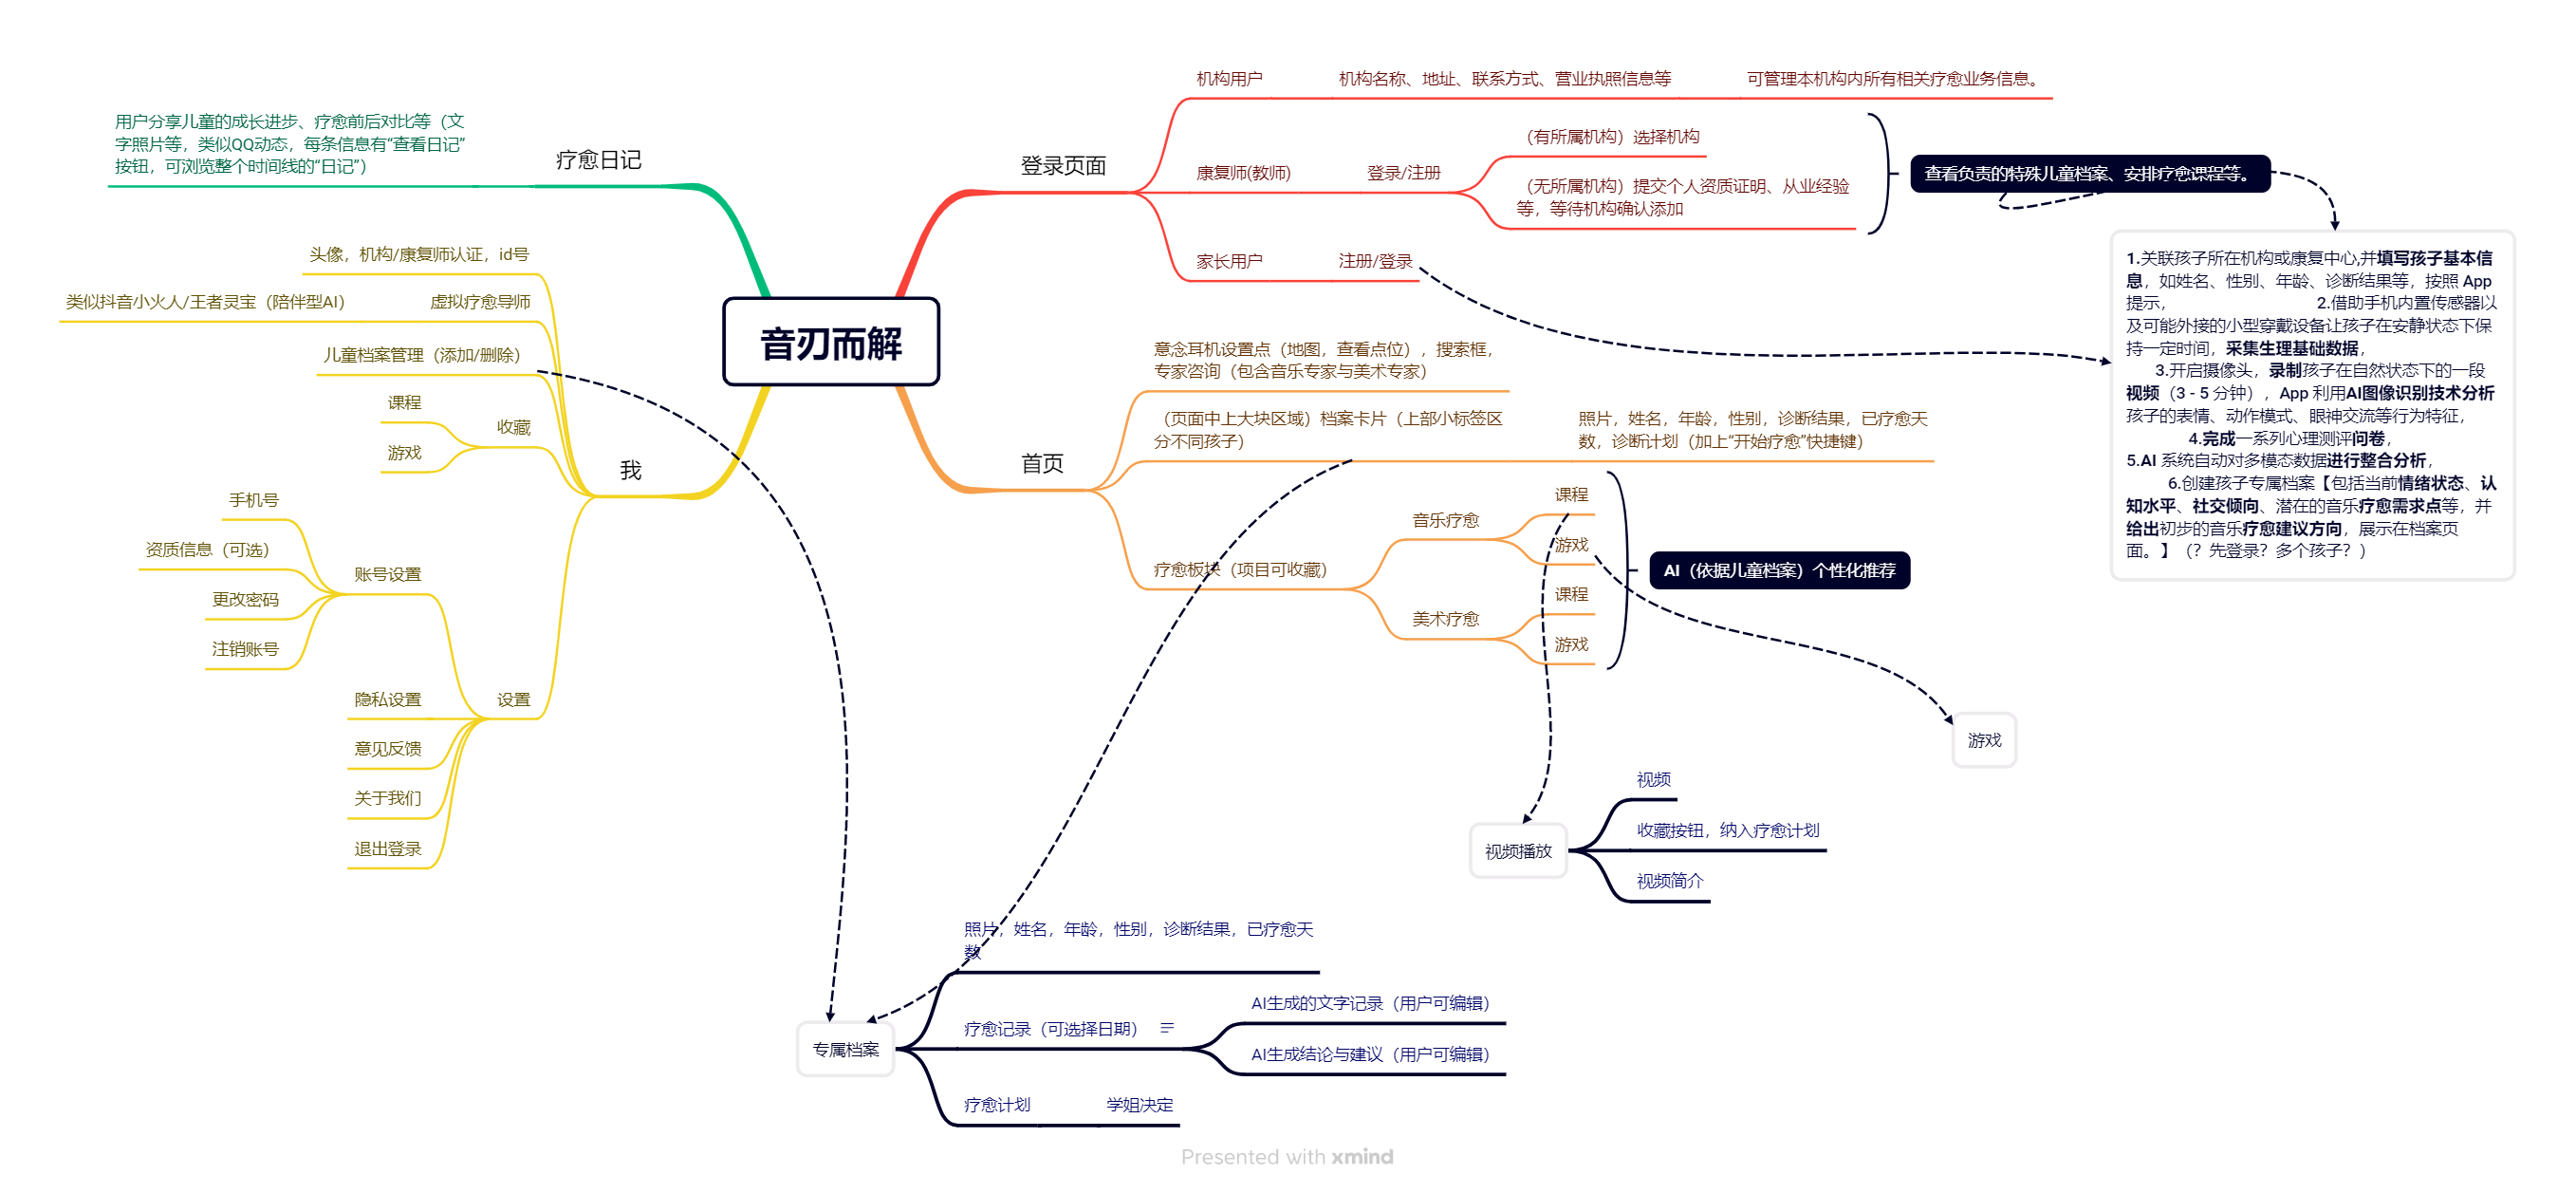 音刃而解
登录页面
机构用户
机构名称、地址、联系方式、营业执照信息等
可管理本机构内所有相关疗愈业务信息。
康复师(教师)
登录/注册
（有所属机构）选择机构
（无所属机构）提交个人资质证明、从业经验
等，等待机构确认添加
查看负责的特殊儿童档案、安排疗愈课程等。
家长用户
注册/登录
1.关联孩子所在机构或康复中心,并填写孩子基本信
息，如姓名、性别、年龄、诊断结果等，按照 App
提示， 2.借助手机内置传感器以
及可能外接的小型穿戴设备让孩子在安静状态下保
持一定时间，采集生理基础数据，
3.开启摄像头，录制孩子在自然状态下的一段
视频（3 - 5 分钟），App 利用AI图像识别技术分析
孩子的表情、动作模式、眼神交流等行为特征，
4.完成一系列心理测评问卷，
5.AI 系统自动对多模态数据进行整合分析，
6.创建孩子专属档案【包括当前情绪状态、认
知水平、社交倾向、潜在的音乐疗愈需求点等，并
给出初步的音乐疗愈建议方向，展示在档案页
面。】（？先登录？多个孩子？）
首页
意念耳机设置点（地图，查看点位），搜索框，
专家咨询（包含音乐专家与美术专家）
（页面中上大块区域）档案卡片（上部小标签区
分不同孩子）
照片，姓名，年龄，性别，诊断结果，已疗愈天
数，诊断计划（加上“开始疗愈”快捷键）
疗愈板块（项目可收藏）
音乐疗愈
课程
游戏
美术疗愈
课程
游戏
AI（依据儿童档案）个性化推荐
疗愈日记
用户分享儿童的成长进步、疗愈前后对比等（文
字照片等，类似QQ动态，每条信息有“查看日记”
按钮，可浏览整个时间线的“日记”）
我
头像，机构/康复师认证，id号
虚拟疗愈导师
类似抖音小火人/王者灵宝（陪伴型AI）
儿童档案管理（添加/删除）
收藏
课程
游戏
设置
账号设置
手机号
资质信息（可选）
更改密码
注销账号
隐私设置
意见反馈
关于我们
退出登录
游戏
视频播放
视频
收藏按钮，纳入疗愈计划
视频简介
专属档案
照片，姓名，年龄，性别，诊断结果，已疗愈天
数
疗愈记录（可选择日期）
AI生成的文字记录（用户可编辑）
AI生成结论与建议（用户可编辑）
疗愈计划
学姐决定
Presented with xmind